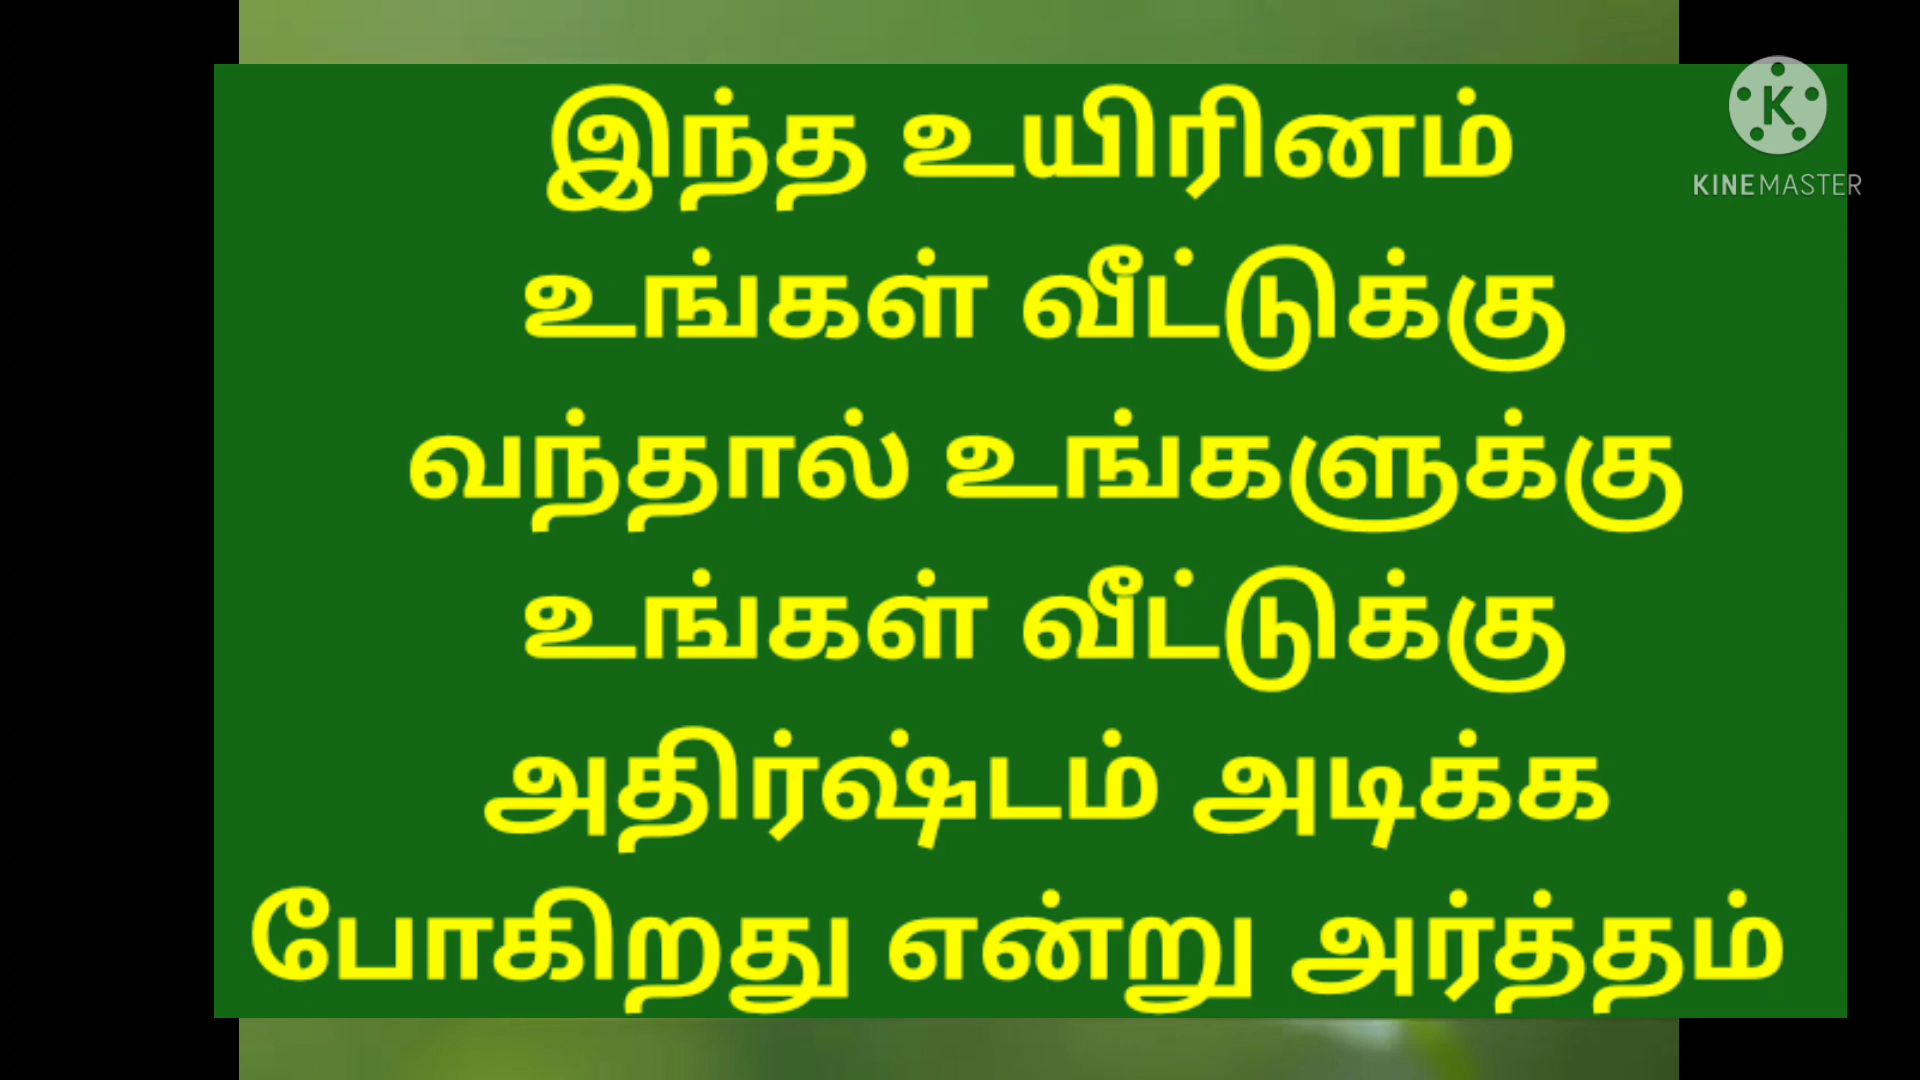 இந்த உயிரினம்
உங்கள் வீட்டுக்கு
வந்தால் உங்களுக்கு
உங்கள் வீட்டுக்கு
அதிர்ஷ்டம் அடிக்க
போகிறது என்று அர்த்தம்
K
KINEMASTER